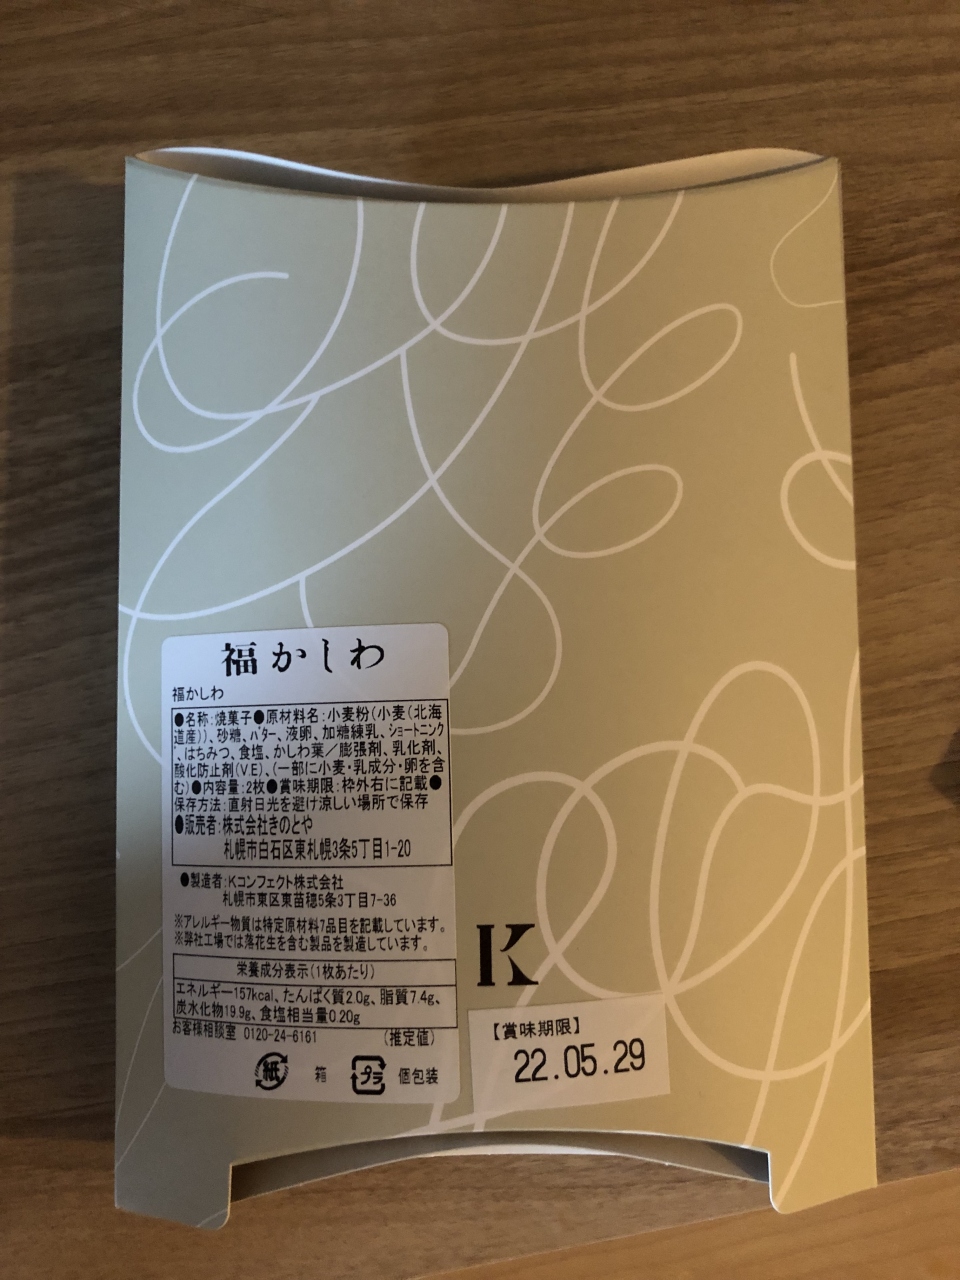 福かしわ
福かしわ
●名称:焼菓子●原材料名:小麦粉(小麦(北海
道産))、砂糖、バター、液卵、加糖練乳、ショートニング
、はちみつ、食塩、かしわ葉/膨張剤、乳化剤、
酸化防止剤(V.E)、(一部に小麦・乳成分・卵を含
む)●内容量:2枚●賞味期限:枠外右に記載●
保存方法:直射日光を避け涼しい場所で保存
●販売者:株式会社きのとや
札幌市白石区東札幌3条5丁目1-20
●製造者:Kコンフェクト株式会社
札幌市東区東苗穂5条3丁目7-36
※アレルギー物質は特定原材料7品目を記載しています。
※弊社工場では落花生を含む製品を製造しています。
栄養成分表示(1枚あたり)
エネルギー157kcal、たんぱく質2.0g、脂質7.4g、
炭水化物19.9g、食塩相当量0.20g
お客様相談室 0120-24-6161 (推定値)
紙 箱 プラ 個包装
K
【賞味期限】
22.05.29